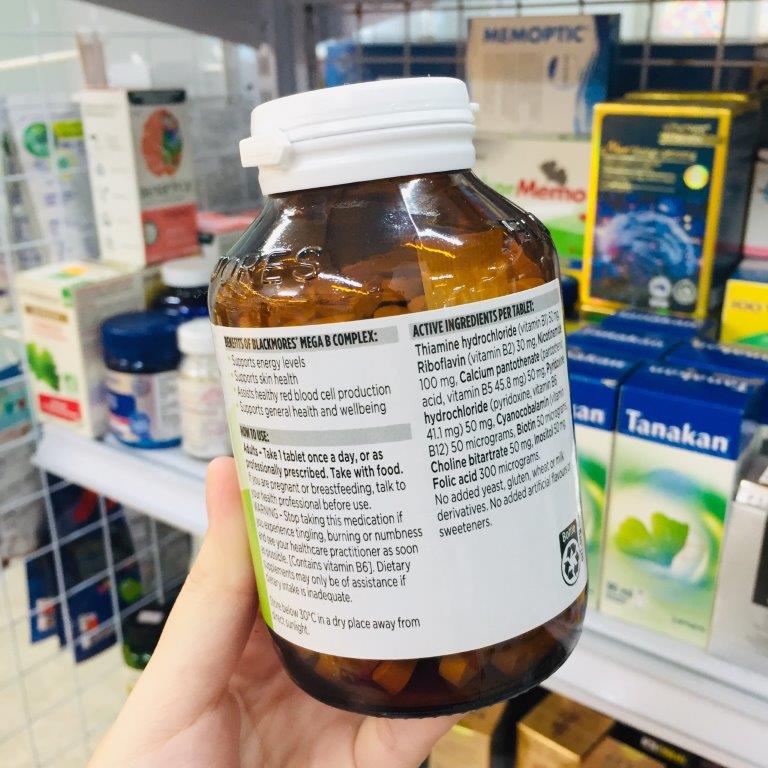 MEMOPTIC
Memo
Tanakan
BENEFITS OF BLACKMORES' MEGA B COMPLEX:
• Supports energy levels
• Supports skin health
• Assists healthy red blood cell production
• Supports general health and wellbeing
HOW TO USE:
Adults - Take 1 tablet once a day, or as
professionally prescribed. Take with food.
If you are pregnant or breastfeeding, talk to
your health professional before use.
WARNING - Stop taking this medication if
you experience tingling, burning or numbness
and see your healthcare practitioner as soon
as possible. [Contains vitamin B6]. Dietary
supplements may only be of assistance if
dietary intake is inadequate.
Store below 30°C in a dry place away from
direct sunlight.
ACTIVE INGREDIENTS PER TABLET:
Thiamine hydrochloride (vitamin B1) 50 mg,
Riboflavin (vitamin B2) 30 mg, Nicotinamide
100 mg, Calcium pantothenate (pantothenic
acid, vitamin B5 45.8 mg) 50 mg, Pyridoxine
hydrochloride (pyridoxine, vitamin B6
41.1 mg) 50 mg, Cyanocobalamin (vitamin
B12) 50 micrograms, Biotin 50 micrograms,
Choline bitartrate 50 mg, Inositol 50 mg,
Folic acid 300 micrograms.
No added yeast, gluten, wheat or milk
derivatives. No added artificial flavours or
sweeteners.